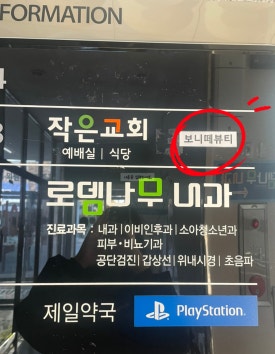 FORMATION
4
작은교회
보니떼뷰티
예배실 | 식당
로뎀나무 내과
진료과목 : 내과 | 이비인후과 | 소아청소년과
피부·비뇨기과
공단검진 | 갑상선 | 위내시경 | 초음파
제일약국
PlayStation.